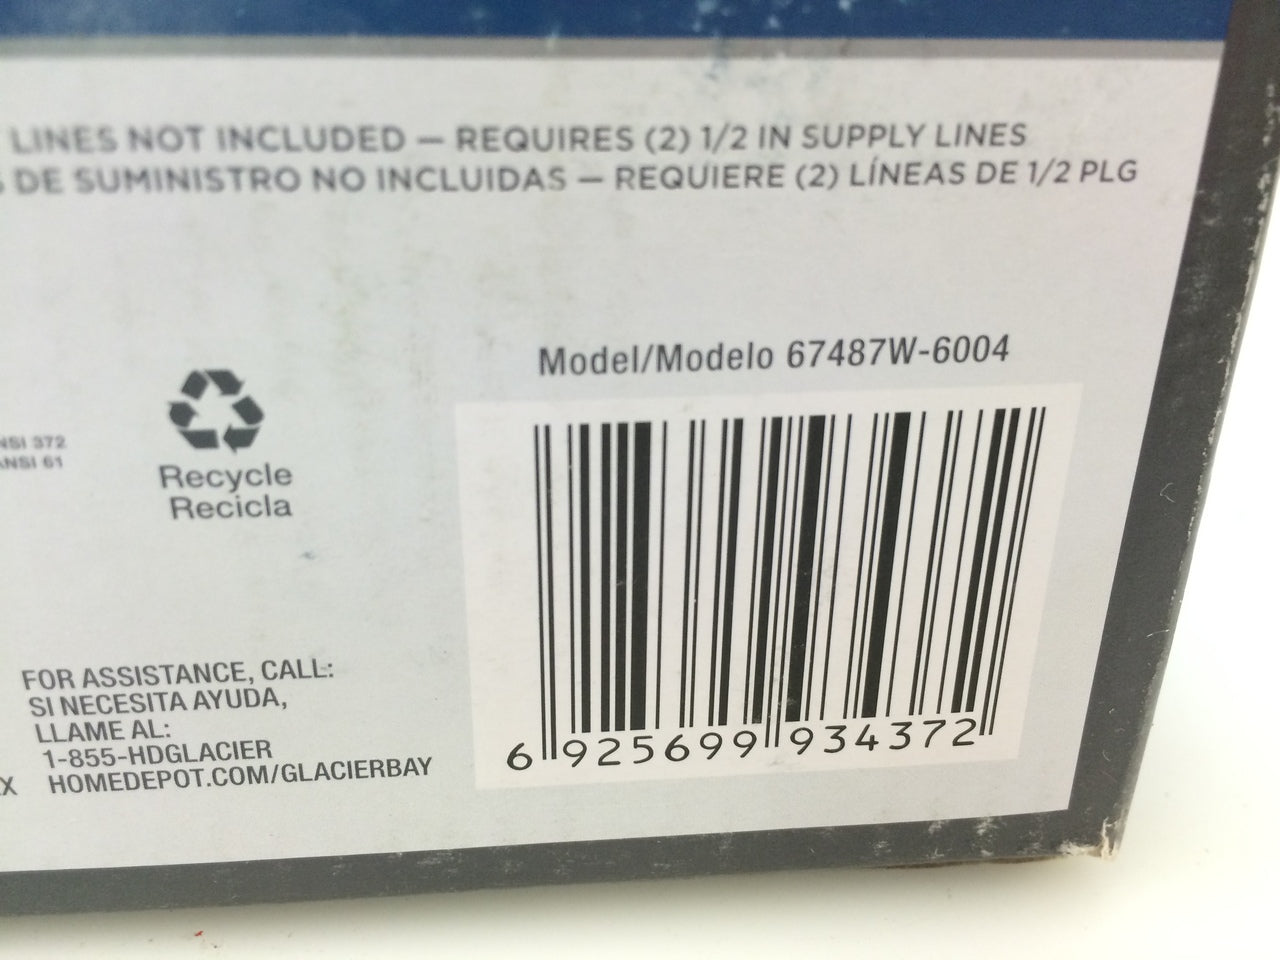 LINES NOT INCLUDED — REQUIRES (2) 1/2 IN SUPPLY LINES
DE SUMINISTRO NO INCLUIDAS — REQUIERE (2) LÍNEAS DE 1/2 PLG
Model/Modelo 67487W-6004
NSI 372
ANSI 61
Recycle
Recicla
6 925699 934372
FOR ASSISTANCE, CALL:
SI NECESITA AYUDA,
LLAME AL:
1-855-HDGLACIER
X HOMEDEPOT.COM/GLACIERBAY